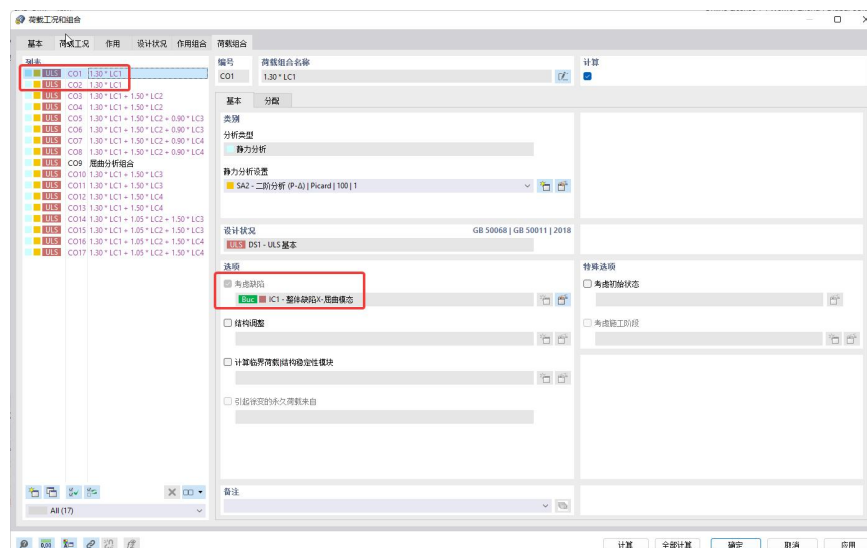 荷载工况和组合
基本 荷载工况 作用 设计状况 作用组合 荷载组合
列表
ULS CO1 1.30 * LC1
ULS CO2 1.30 * LC1
ULS CO3 1.30 * LC1 + 1.50 * LC2
ULS CO4 1.30 * LC1 + 1.50 * LC2
ULS CO5 1.30 * LC1 + 1.50 * LC2 + 0.90 * LC3
ULS CO6 1.30 * LC1 + 1.50 * LC2 + 0.90 * LC3
ULS CO7 1.30 * LC1 + 1.50 * LC2 + 0.90 * LC4
ULS CO8 1.30 * LC1 + 1.50 * LC2 + 0.90 * LC4
ULS CO9 屈曲分析组合
ULS CO10 1.30 * LC1 + 1.50 * LC3
ULS CO11 1.30 * LC1 + 1.50 * LC3
ULS CO12 1.30 * LC1 + 1.50 * LC4
ULS CO13 1.30 * LC1 + 1.50 * LC4
ULS CO14 1.30 * LC1 + 1.05 * LC2 + 1.50 * LC3
ULS CO15 1.30 * LC1 + 1.05 * LC2 + 1.50 * LC3
ULS CO16 1.30 * LC1 + 1.05 * LC2 + 1.50 * LC4
ULS CO17 1.30 * LC1 + 1.05 * LC2 + 1.50 * LC4
All (17)
编号 荷载组合名称 计算
CO1 1.30 * LC1
基本 分配
类别
分析类型
静力分析
静力分析设置
SA2 - 二阶分析 (P-Δ) | Picard | 100 | 1
设计状况 GB 50068 | GB 50011 | 2018
ULS DS1 - ULS 基本
选项 特殊选项
考虑缺陷 考虑初始状态
Buc IC1 - 整体缺陷X-屈曲模态
结构调整 考虑施工阶段
计算临界荷载|结构稳定性模块
引起徐变的永久荷载来自
备注
计算 全部计算 确定 取消 应用